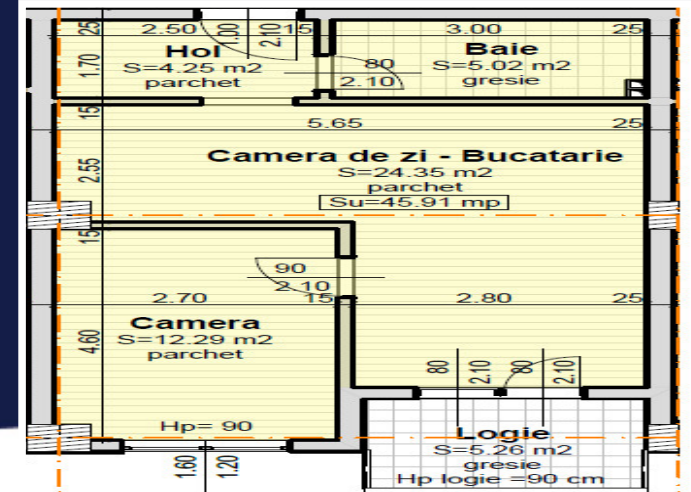 25
2.50
1.00
2.10
15
3.00
25
Hol
S=4.25 m2
parchet
80
2.10
Baie
S=5.02 m2
gresie
1.70
15
5.65
25
Camera de zi - Bucatarie
S=24.35 m2
parchet
Su=45.91 mp
2.55
15
90
2.10
2.70
15
2.80
25
Camera
S=12.29 m2
parchet
4.60
80
2.10
80
2.10
Hp= 90
Logie
S=5.26 m2
gresie
Hp logie =90 cm
1.60
1.20